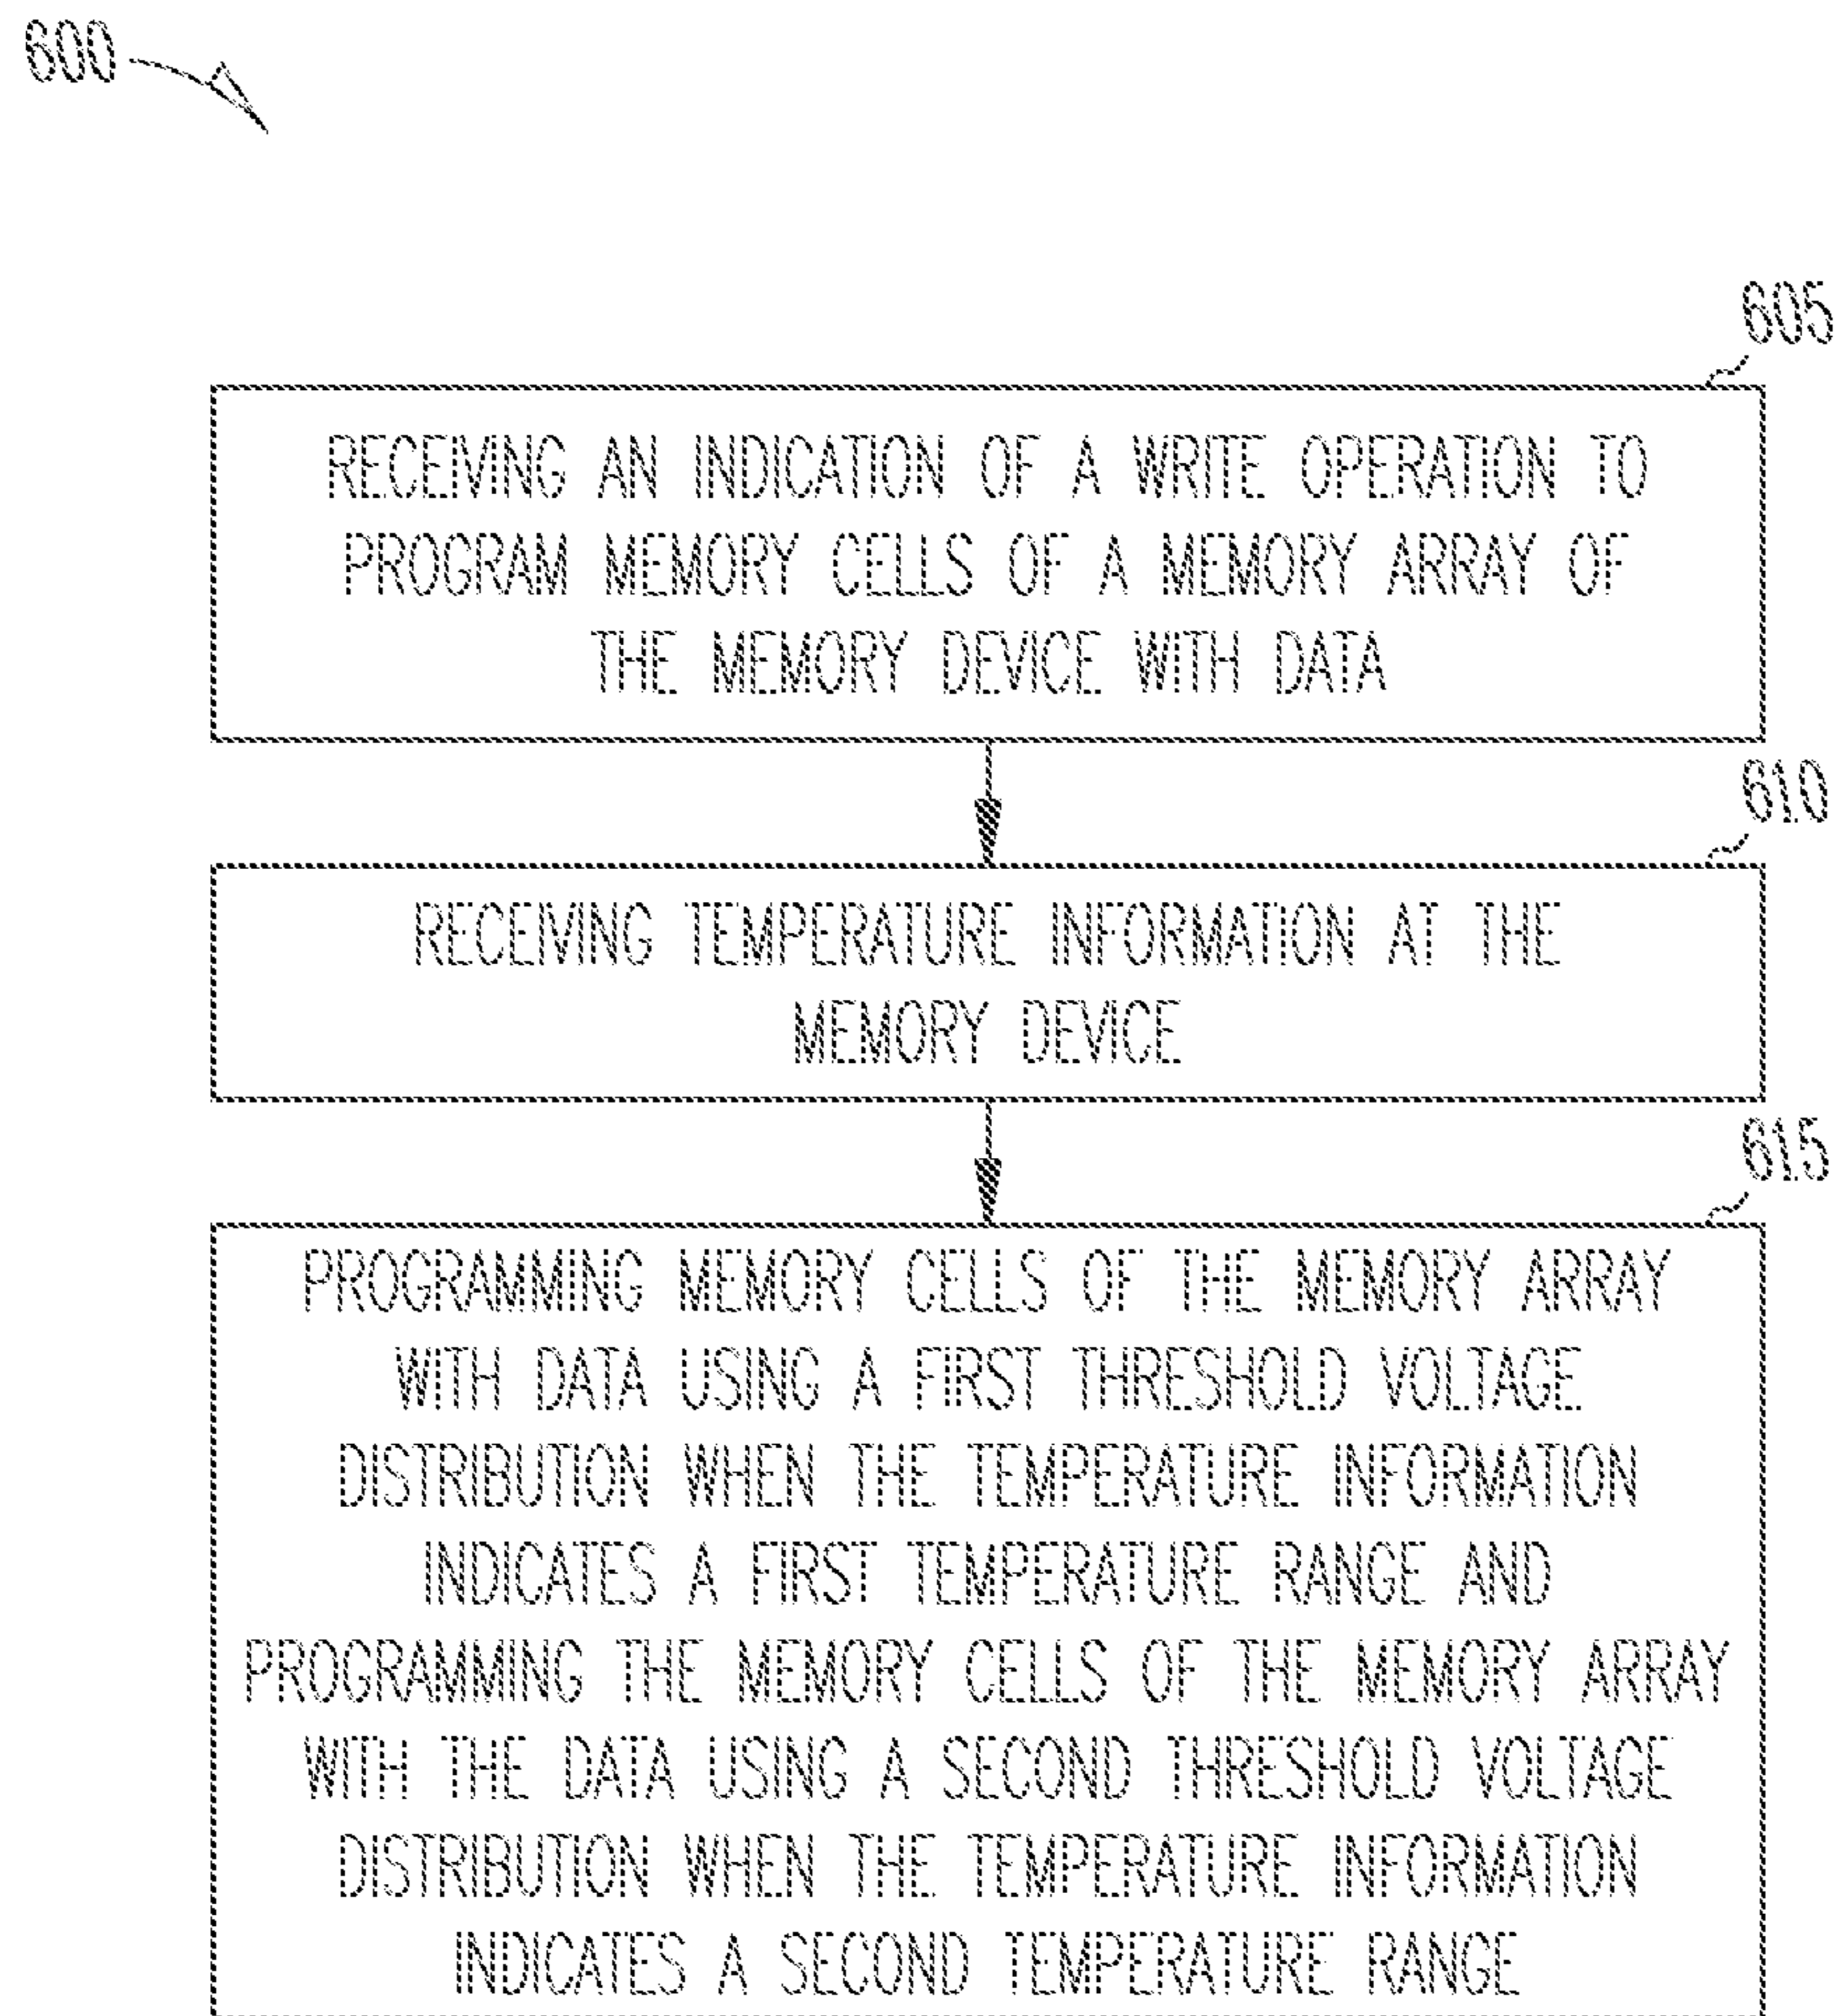 600
605
RECEIVING AN INDICATION OF A WRITE OPERATION TO
PROGRAM MEMORY CELLS OF A MEMORY ARRAY OF
THE MEMORY DEVICE WITH DATA
610
RECEIVING TEMPERATURE INFORMATION AT THE
MEMORY DEVICE
615
PROGRAMMING MEMORY CELLS OF THE MEMORY ARRAY
WITH DATA USING A FIRST THRESHOLD VOLTAGE
DISTRIBUTION WHEN THE TEMPERATURE INFORMATION
INDICATES A FIRST TEMPERATURE RANGE AND
PROGRAMMING THE MEMORY CELLS OF THE MEMORY ARRAY
WITH THE DATA USING A SECOND THRESHOLD VOLTAGE
DISTRIBUTION WHEN THE TEMPERATURE INFORMATION
INDICATES A SECOND TEMPERATURE RANGE